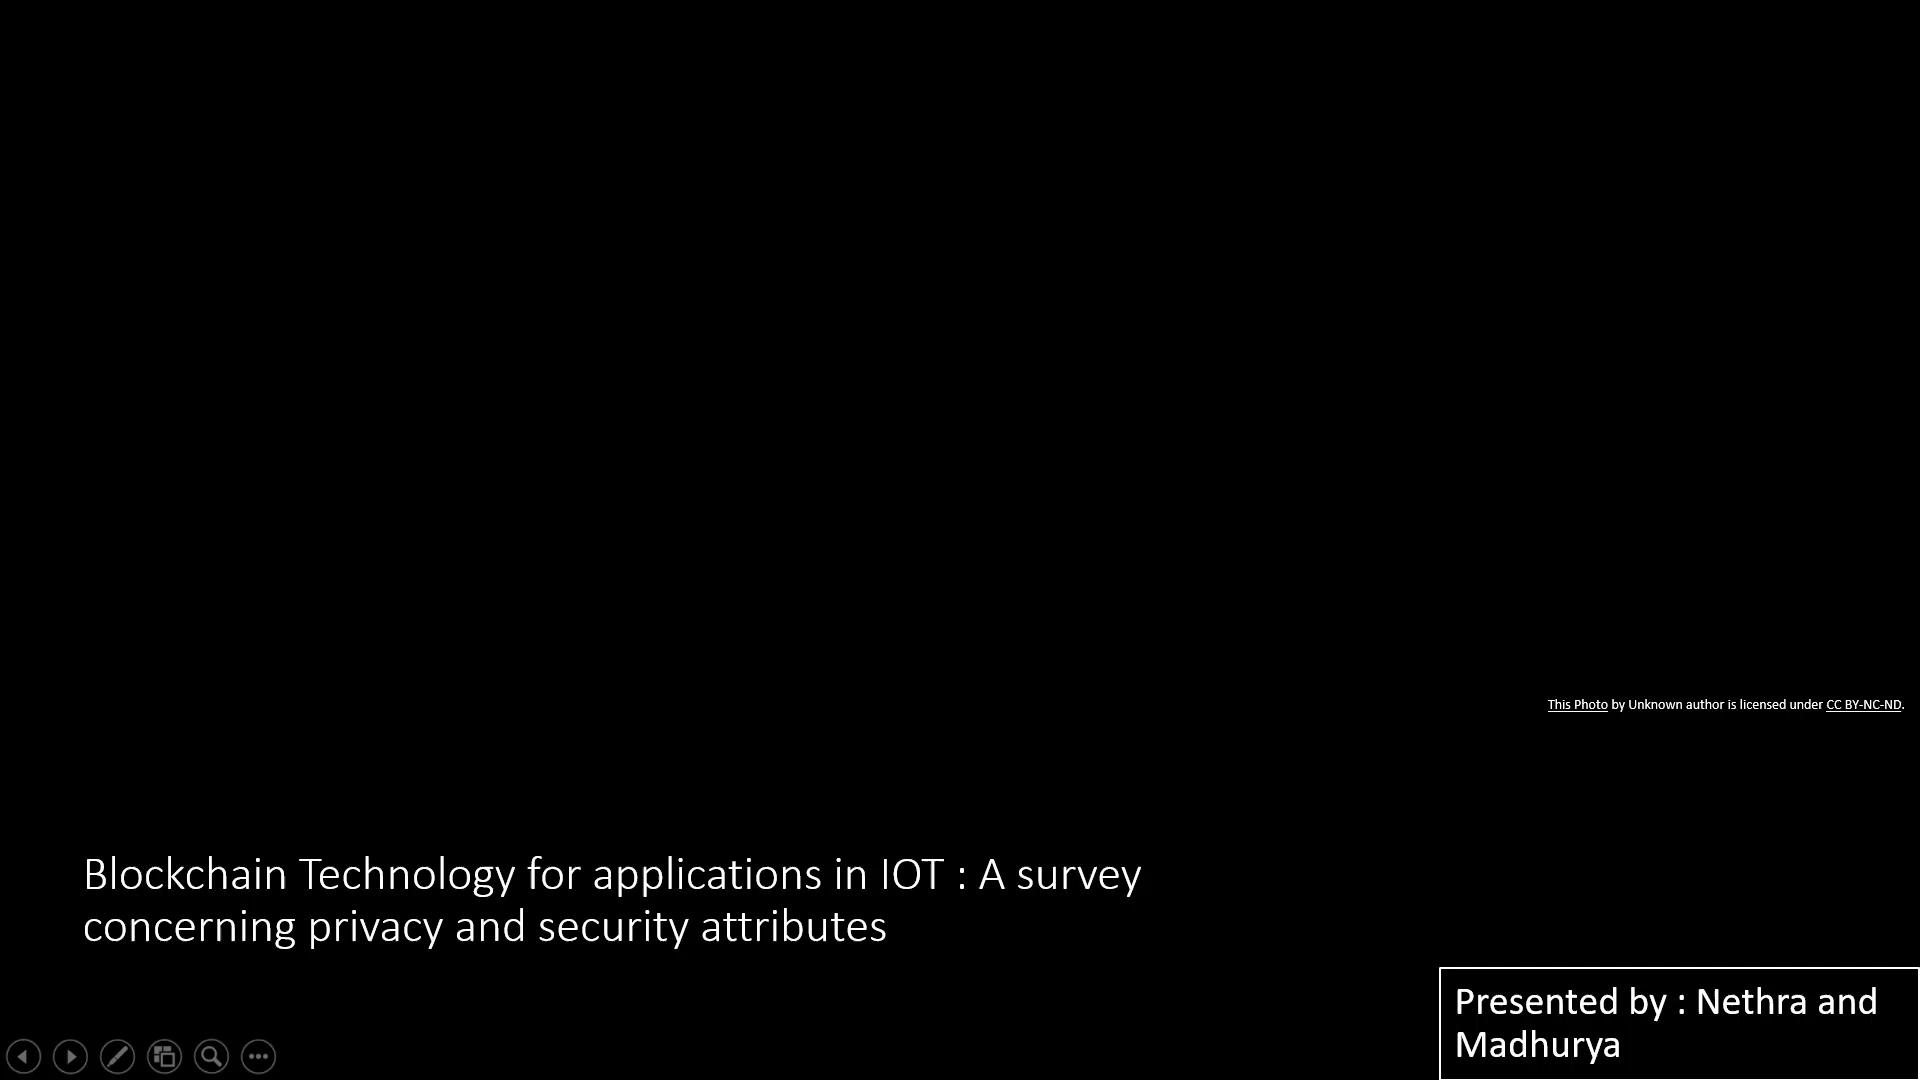 This Photo by Unknown author is licensed under CC BY-NC-ND.
Blockchain Technology for applications in IOT : A survey
concerning privacy and security attributes
Presented by : Nethra and
Madhurya